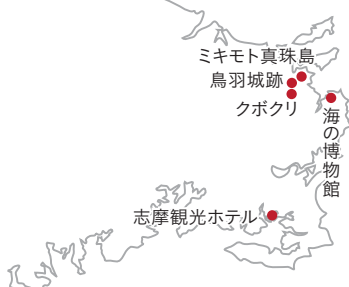 ミキモト真珠島
鳥羽城跡
クボクリ
海の博物館
志摩観光ホテル